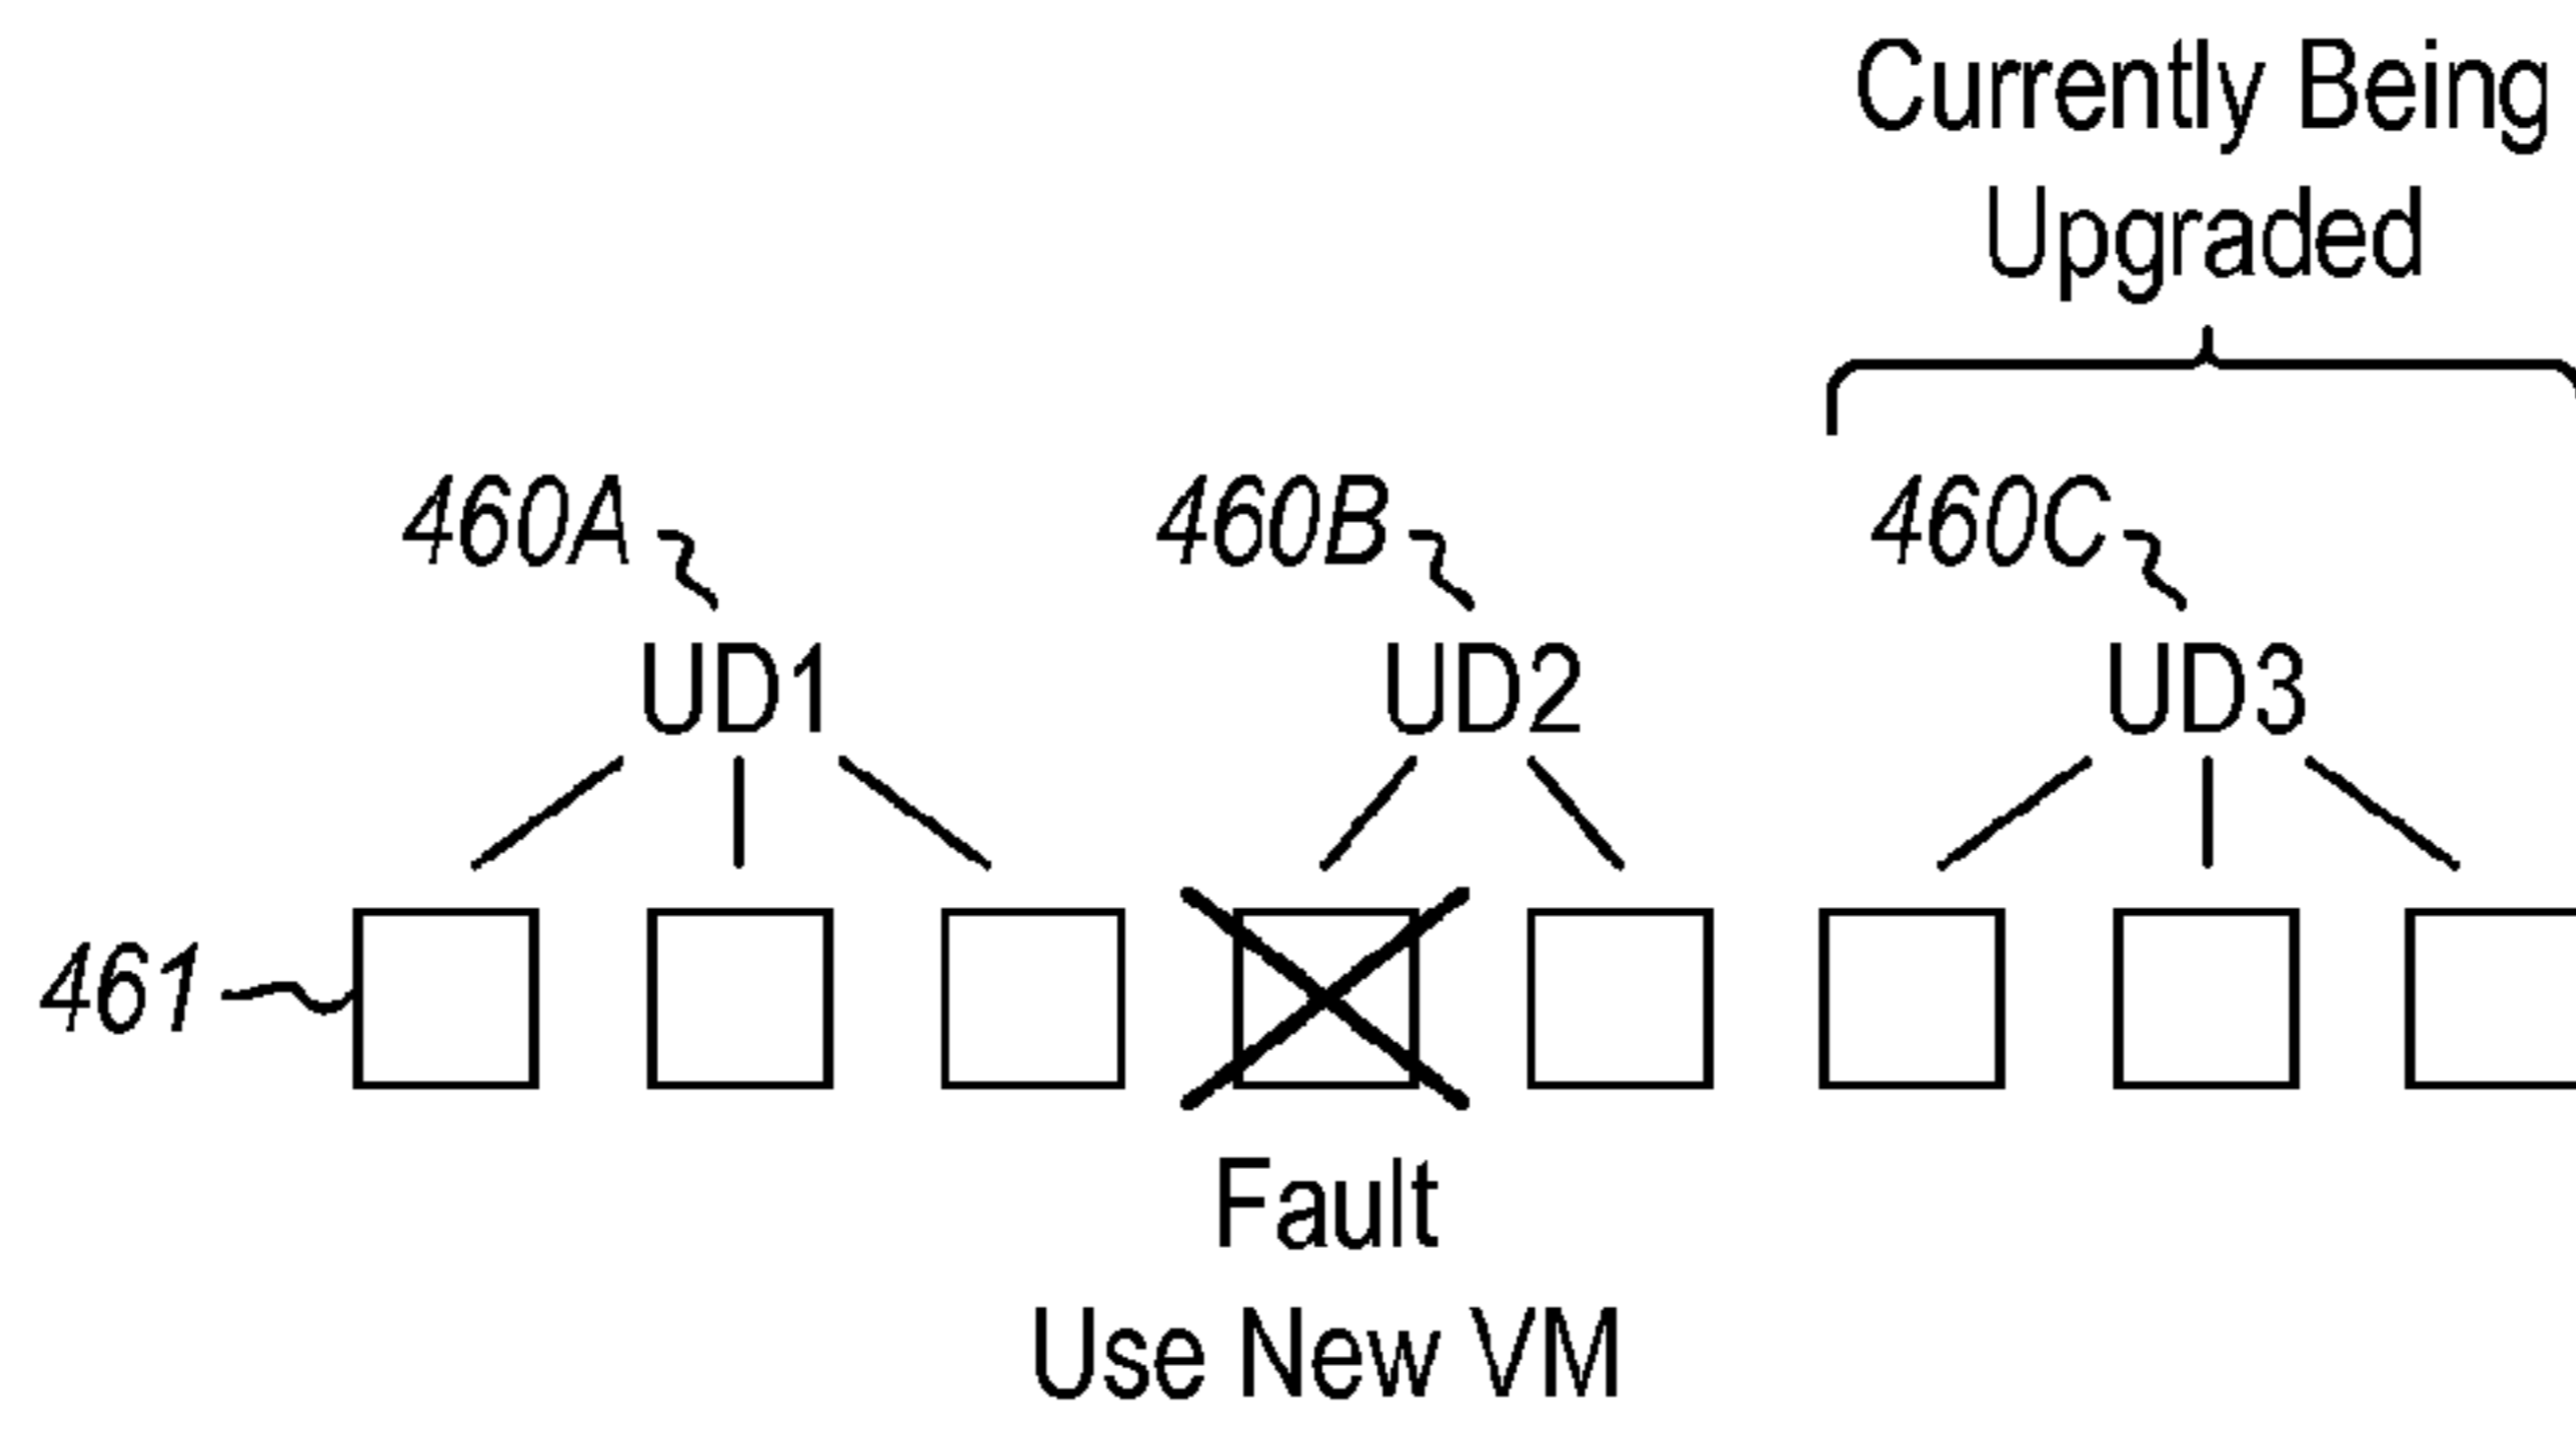 Currently Being
Upgraded
460A
460B
460C
UD1
UD2
UD3
461
Fault
Use New VM